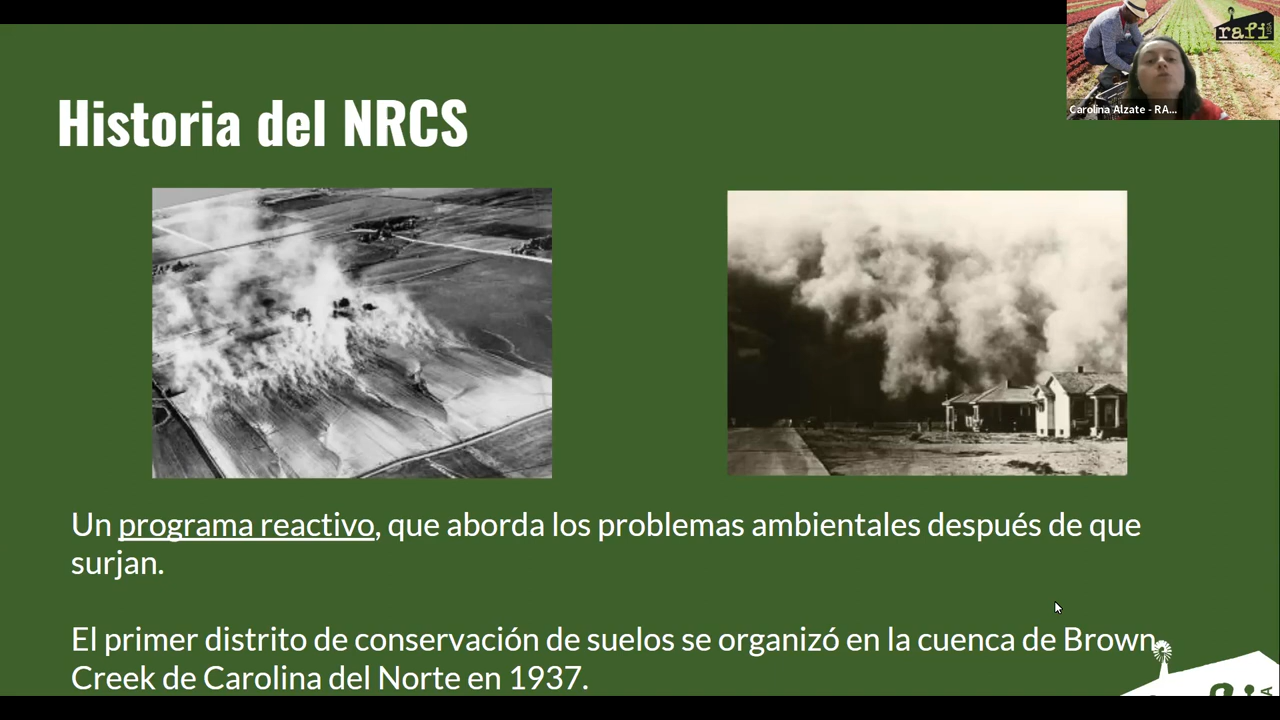 rafi
USA
Carolina Alzate - RA...
Historia del NRCS
Un programa reactivo, que aborda los problemas ambientales después de que
surjan.
El primer distrito de conservación de suelos se organizó en la cuenca de Brown
Creek de Carolina del Norte en 1937.